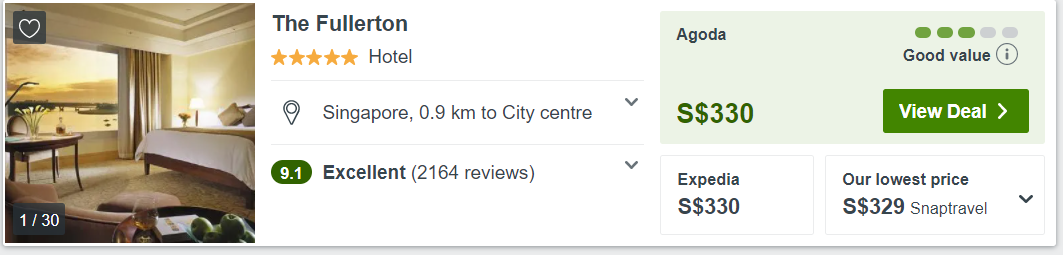 The Fullerton
Hotel
Singapore, 0.9 km to City centre
9.1 Excellent (2164 reviews)
1 / 30
Agoda
Good value i
S$330
View Deal
Expedia
S$330
Our lowest price
S$329 Snaptravel